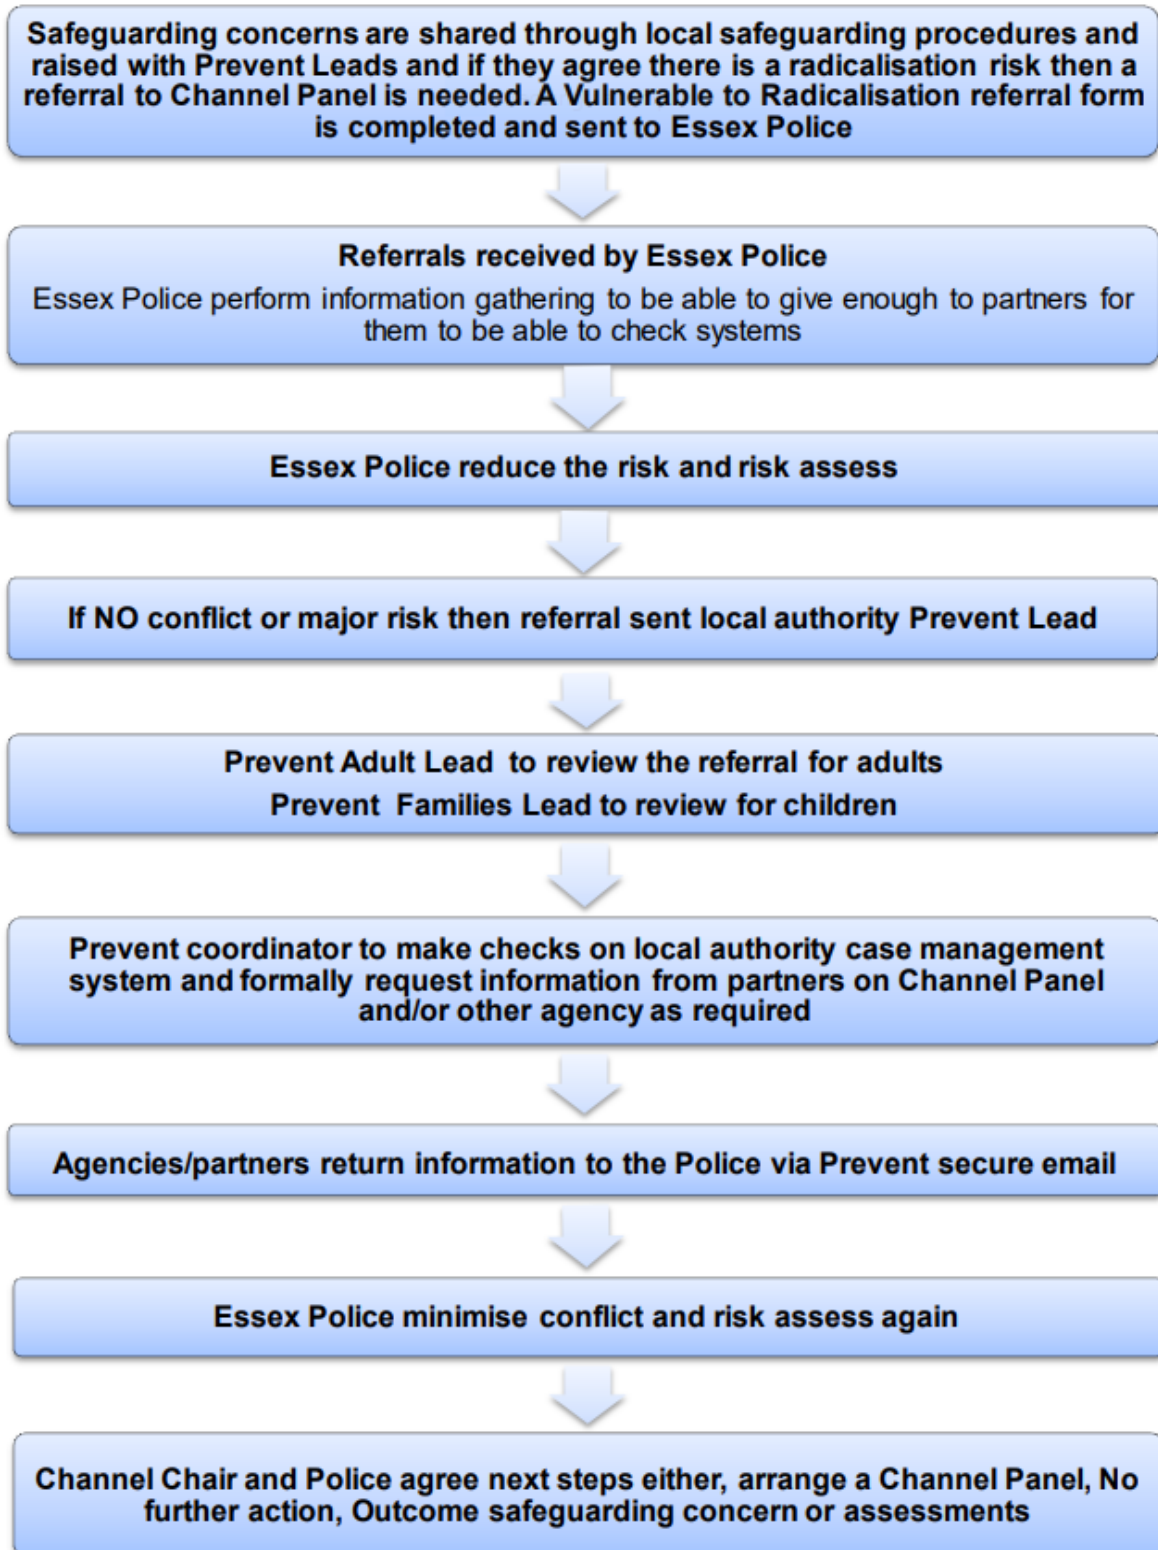 Safeguarding concerns are shared through local safeguarding procedures and
raised with Prevent Leads and if they agree there is a radicalisation risk then a
referral to Channel Panel is needed. A Vulnerable to Radicalisation referral form
is completed and sent to Essex Police
Referrals received by Essex Police
Essex Police perform information gathering to be able to give enough to partners for
them to be able to check systems
Essex Police reduce the risk and risk assess
If NO conflict or major risk then referral sent local authority Prevent Lead
Prevent Adult Lead to review the referral for adults
Prevent Families Lead to review for children
Prevent coordinator to make checks on local authority case management
system and formally request information from partners on Channel Panel
and/or other agency as required
Agencies/partners return information to the Police via Prevent secure email
Essex Police minimise conflict and risk assess again
Channel Chair and Police agree next steps either, arrange a Channel Panel, No
further action, Outcome safeguarding concern or assessments